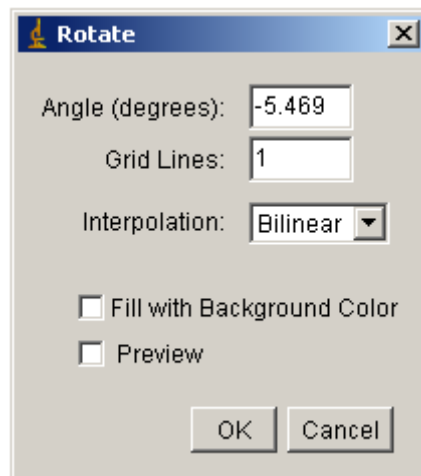 Rotate
Angle (degrees): -5.469
Grid Lines: 1
Interpolation: Bilinear
Fill with Background Color
Preview
OK Cancel